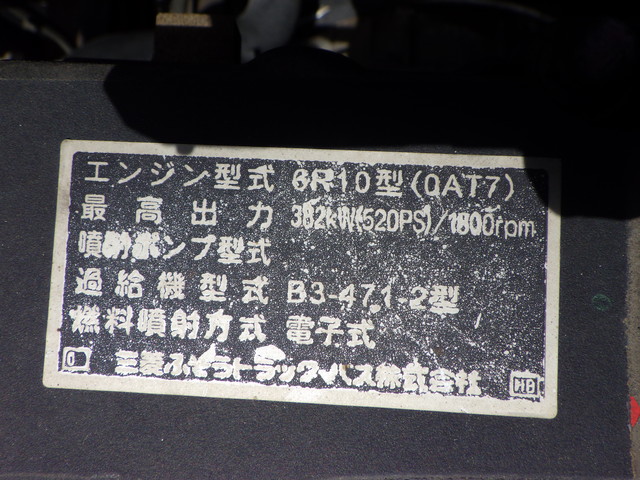 エンジン型式 6R10型(0AT7)
最高出力 382kW(520PS)/1800rpm
噴射ポンプ型式
過給機型式 B3-471-2型
燃料噴射方式 電子式
三菱ふそうトラック・バス株式会社 HB